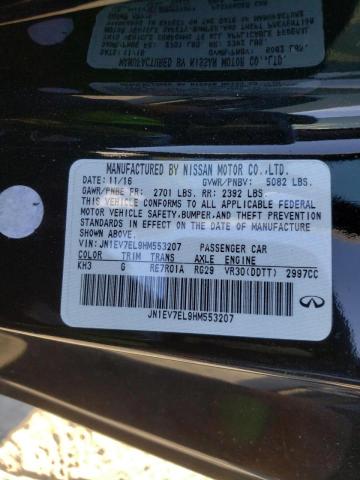 MANUFACTURED BY NISSAN MOTOR CO.,LTD.
DATE: 11/16 GVWR/PNBV: 5082 LBS.
GAWR/PNBE FR: 2701 LBS. RR: 2392 LBS
THIS VEHICLE CONFORMS TO ALL APPLICABLE FEDERAL
MOTOR VEHICLE SAFETY, BUMPER, AND THEFT PREVENTION
STANDARDS IN EFFECT ON THE DATE OF MANUFACTURE
SHOWN ABOVE.
VIN: JN1EV7EL9HM553207 PASSENGER CAR
COLOR TRIM TRANS AXLE ENGINE
KH3 G RE7R01A RG29 VR30(DDTT) 2997CC
JN1EV7EL9HM553207